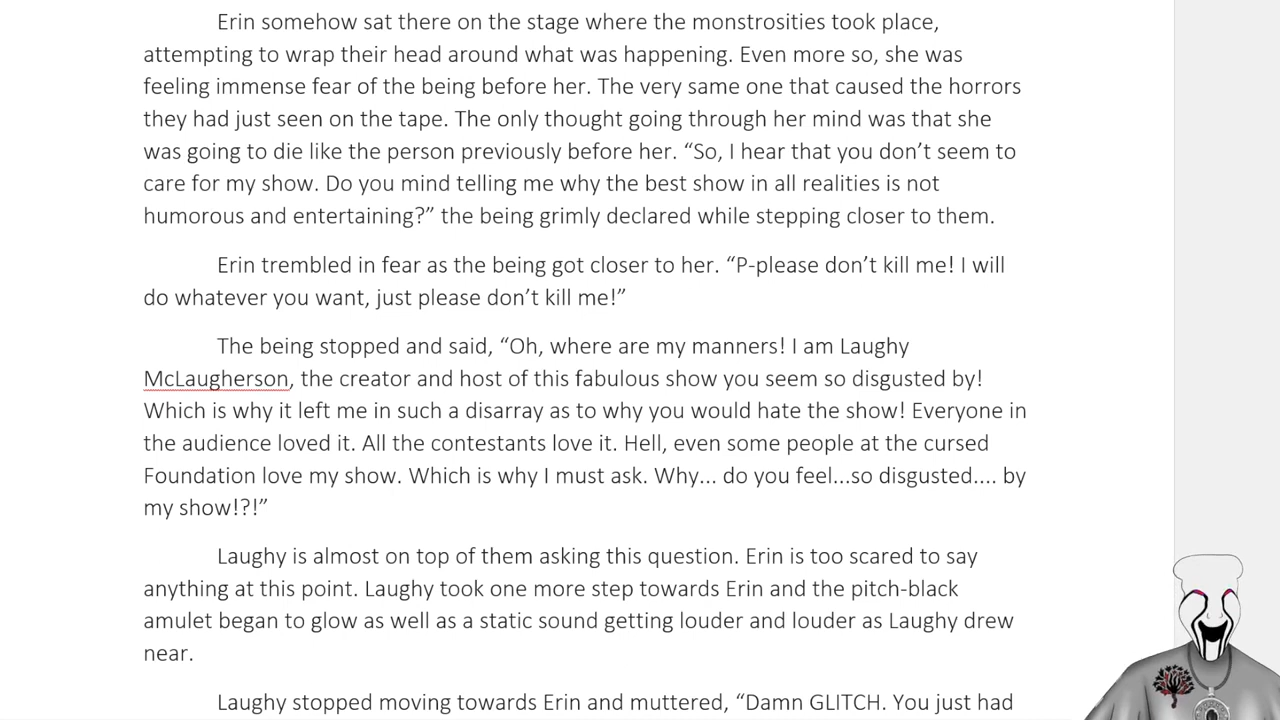 Erin somehow sat there on the stage where the monstrosities took place,
attempting to wrap their head around what was happening. Even more so, she was
feeling immense fear of the being before her. The very same one that caused the horrors
they had just seen on the tape. The only thought going through her mind was that she
was going to die like the person previously before her. “So, I hear that you don’t seem to
care for my show. Do you mind telling me why the best show in all realities is not
humorous and entertaining?” the being grimly declared while stepping closer to them.
Erin trembled in fear as the being got closer to her. “P-please don’t kill me! I will
do whatever you want, just please don’t kill me!”
The being stopped and said, “Oh, where are my manners! I am Laughy
McLaugherson, the creator and host of this fabulous show you seem so disgusted by!
Which is why it left me in such a disarray as to why you would hate the show! Everyone in
the audience loved it. All the contestants love it. Hell, even some people at the cursed
Foundation love my show. Which is why I must ask. Why... do you feel...so disgusted.... by
my show!?!”
Laughy is almost on top of them asking this question. Erin is too scared to say
anything at this point. Laughy took one more step towards Erin and the pitch-black
amulet began to glow as well as a static sound getting louder and louder as Laughy drew
near.
Laughy stopped moving towards Erin and muttered, “Damn GLITCH. You just had